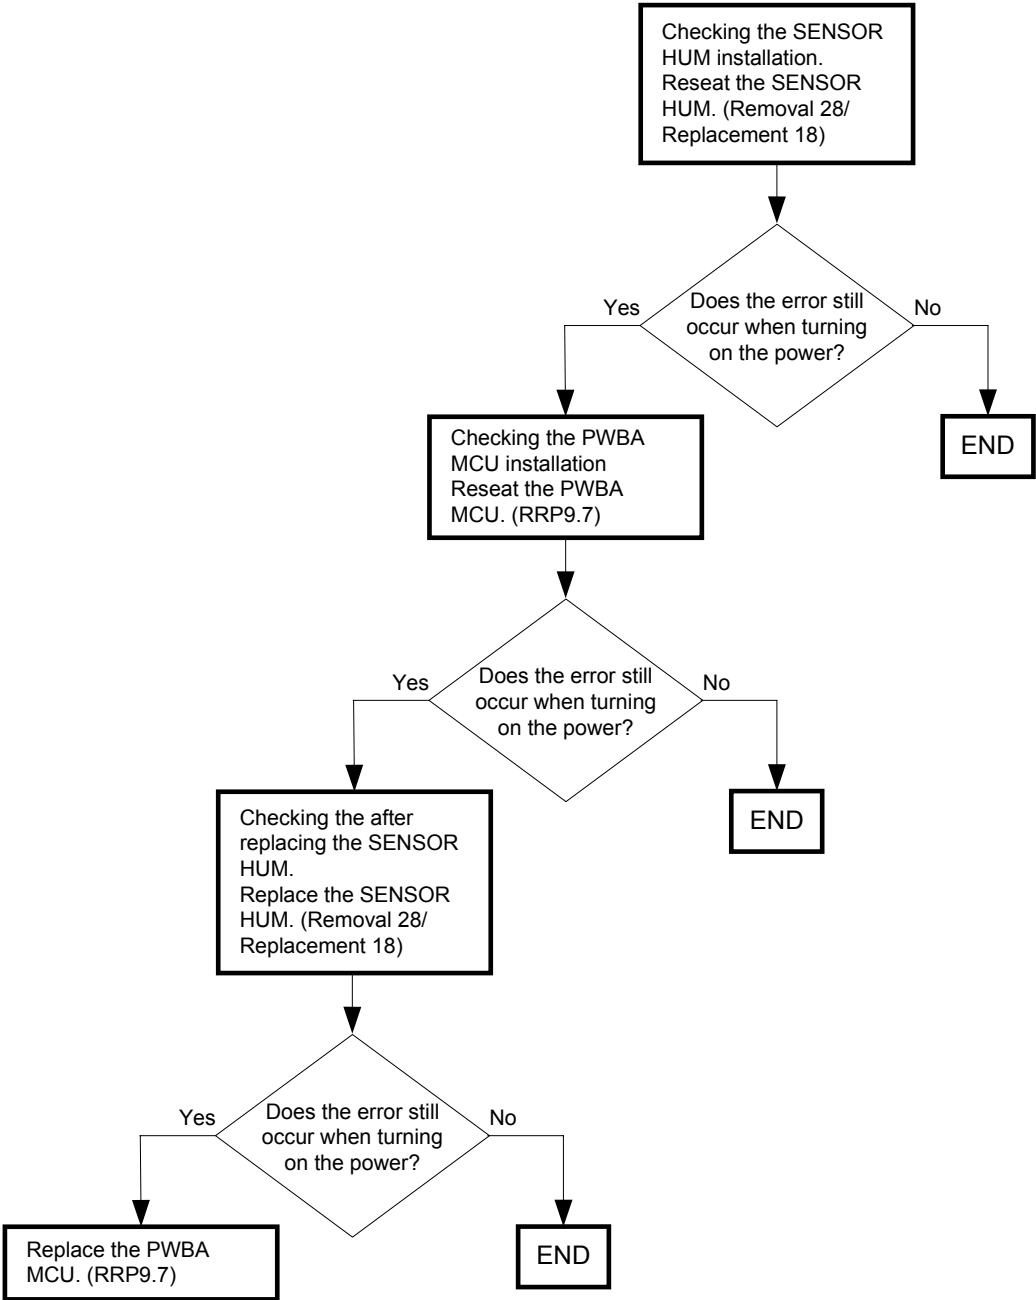 Checking the SENSOR
HUM installation.
Reseat the SENSOR
HUM. (Removal 28/
Replacement 18)
Does the error still
occur when turning
on the power?
Yes
No
END
Checking the PWBA
MCU installation
Reseat the PWBA
MCU. (RRP9.7)
Does the error still
occur when turning
on the power?
Yes
No
END
Checking the after
replacing the SENSOR
HUM.
Replace the SENSOR
HUM. (Removal 28/
Replacement 18)
Does the error still
occur when turning
on the power?
Yes
No
END
Replace the PWBA
MCU. (RRP9.7)